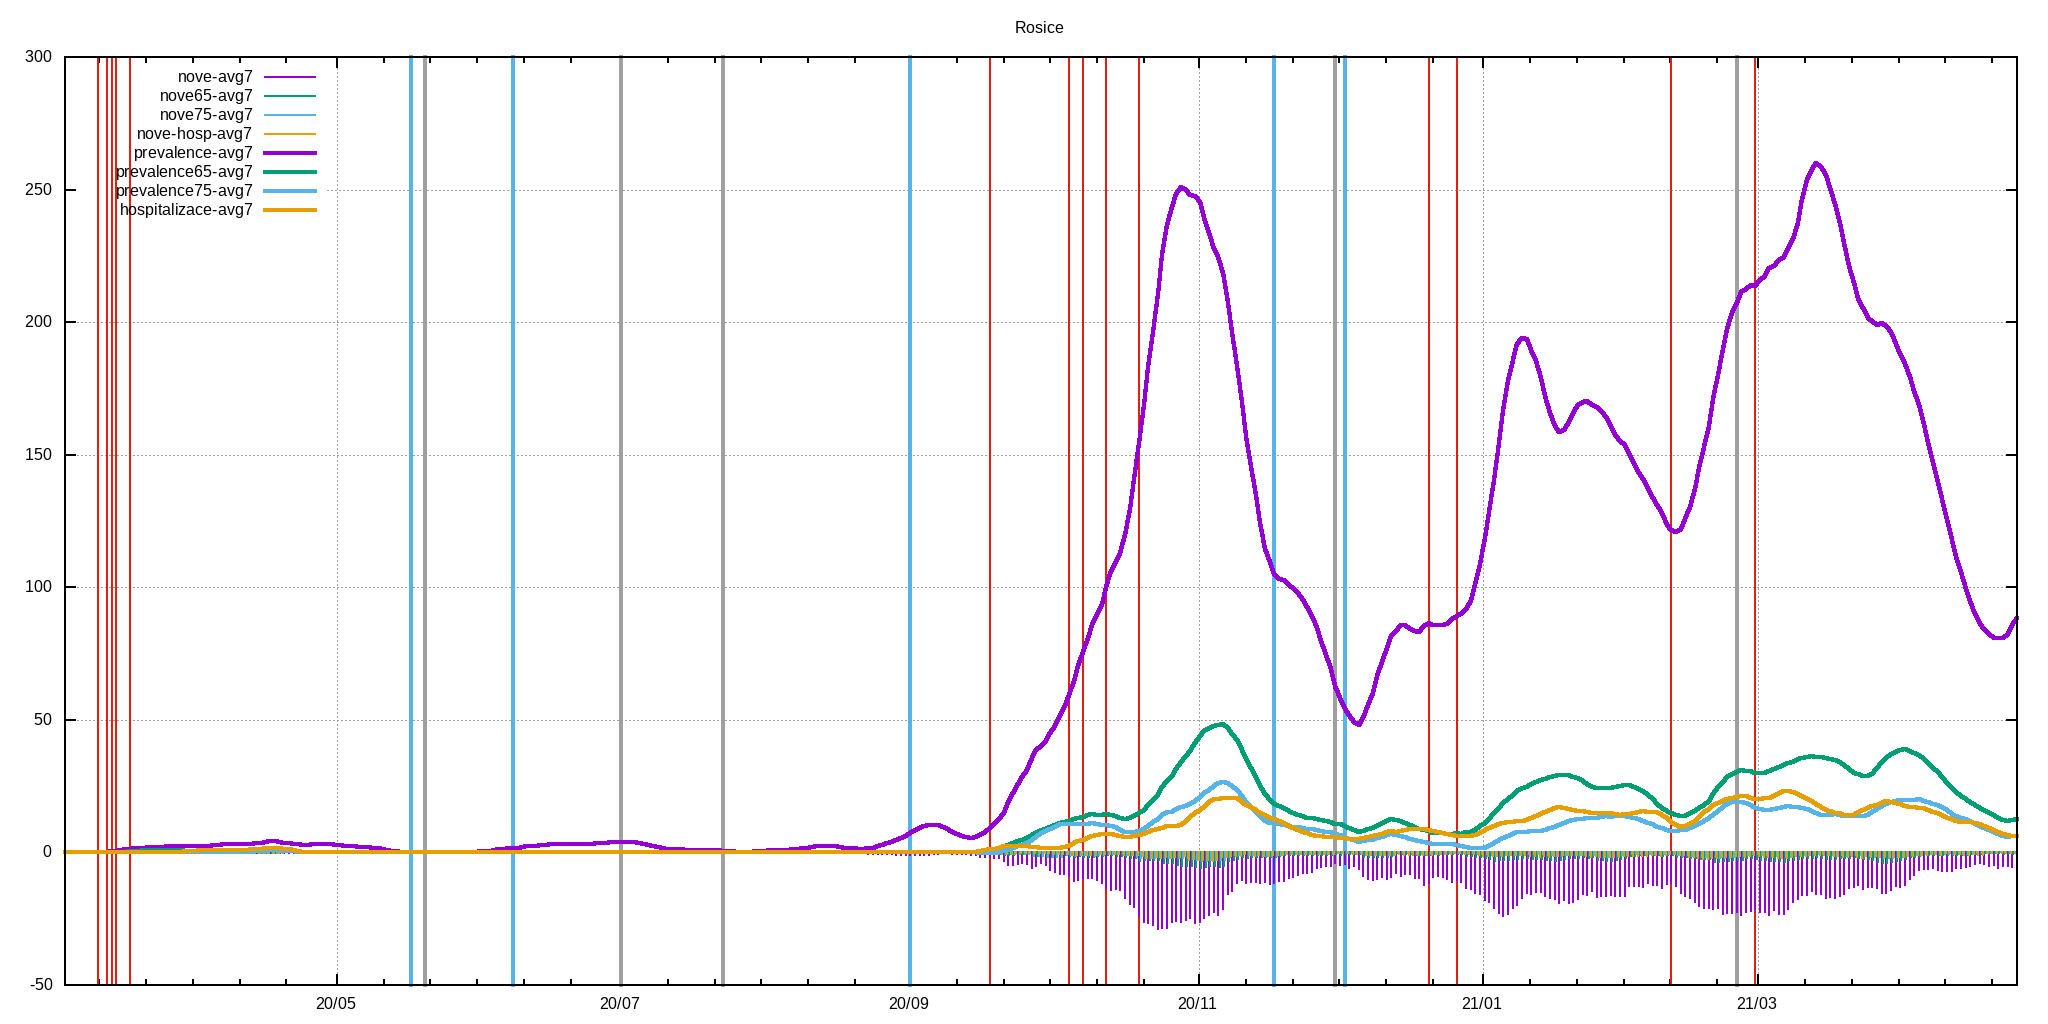 Rosice
300
250
200
150
100
50
0
-50
nove-avg7
nove65-avg7
nove75-avg7
nove-hosp-avg7
prevalence-avg7
prevalence65-avg7
prevalence75-avg7
hospitalizace-avg7
20/05
20/07
20/09
20/11
21/01
21/03